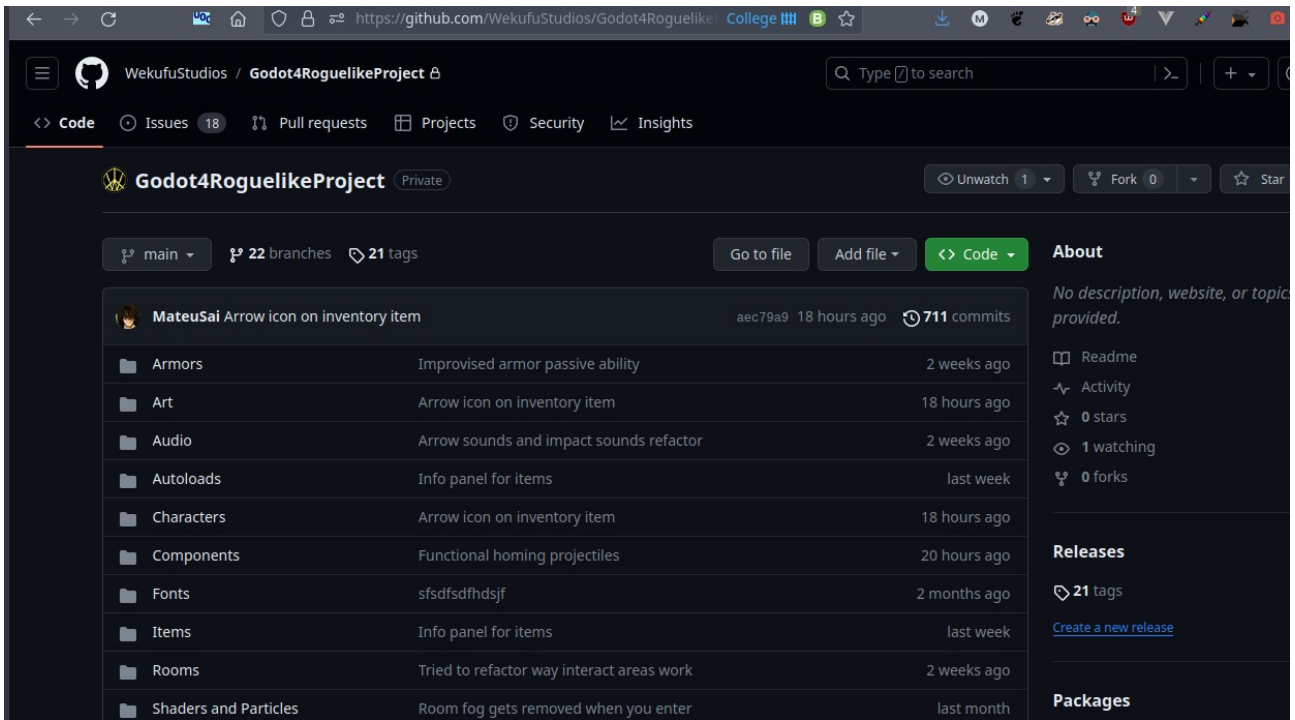 https://github.com/WekufuStudios/Godot4Roguelike College B
WekufuStudios / Godot4RoguelikeProject
Type / to search
Code Issues 18 Pull requests Projects Security Insights
Godot4RoguelikeProject Private
Unwatch 1 Fork 0 Star
main 22 branches 21 tags
Go to file Add file Code
About
No description, website, or topics
provided.
MateuSai Arrow icon on inventory item aec79a9 18 hours ago 711 commits
Armors Improvised armor passive ability 2 weeks ago
Art Arrow icon on inventory item 18 hours ago
Audio Arrow sounds and impact sounds refactor 2 weeks ago
Autoloads Info panel for items last week
Characters Arrow icon on inventory item 18 hours ago
Components Functional homing projectiles 20 hours ago
Fonts sfsdfsdfhdsjf 2 months ago
Items Info panel for items last week
Rooms Tried to refactor way interact areas work 2 weeks ago
Shaders and Particles Room fog gets removed when you enter last month
Readme
Activity
0 stars
1 watching
0 forks
Releases
21 tags
Create a new release
Packages